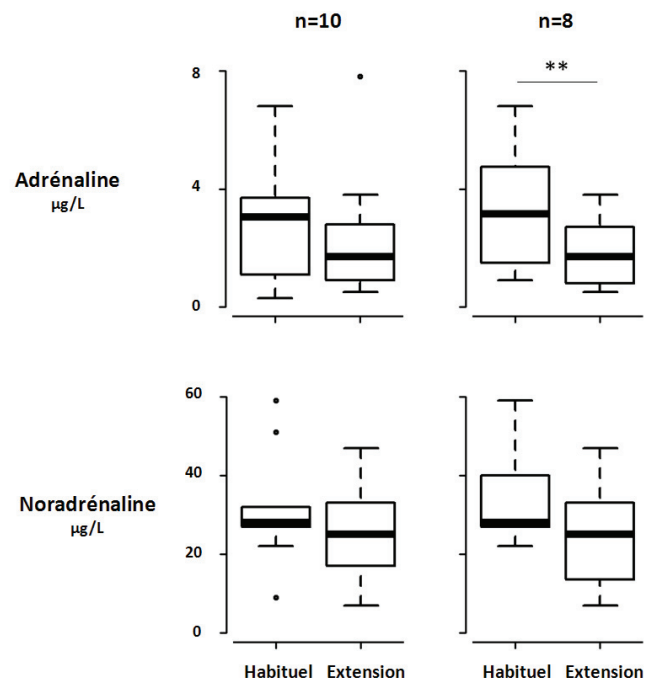 n=10 n=8
**
8
Adrénaline
µg/L
4
0
60
40
Noradrénaline
µg/L
20
0
Habituel Extension Habituel Extension